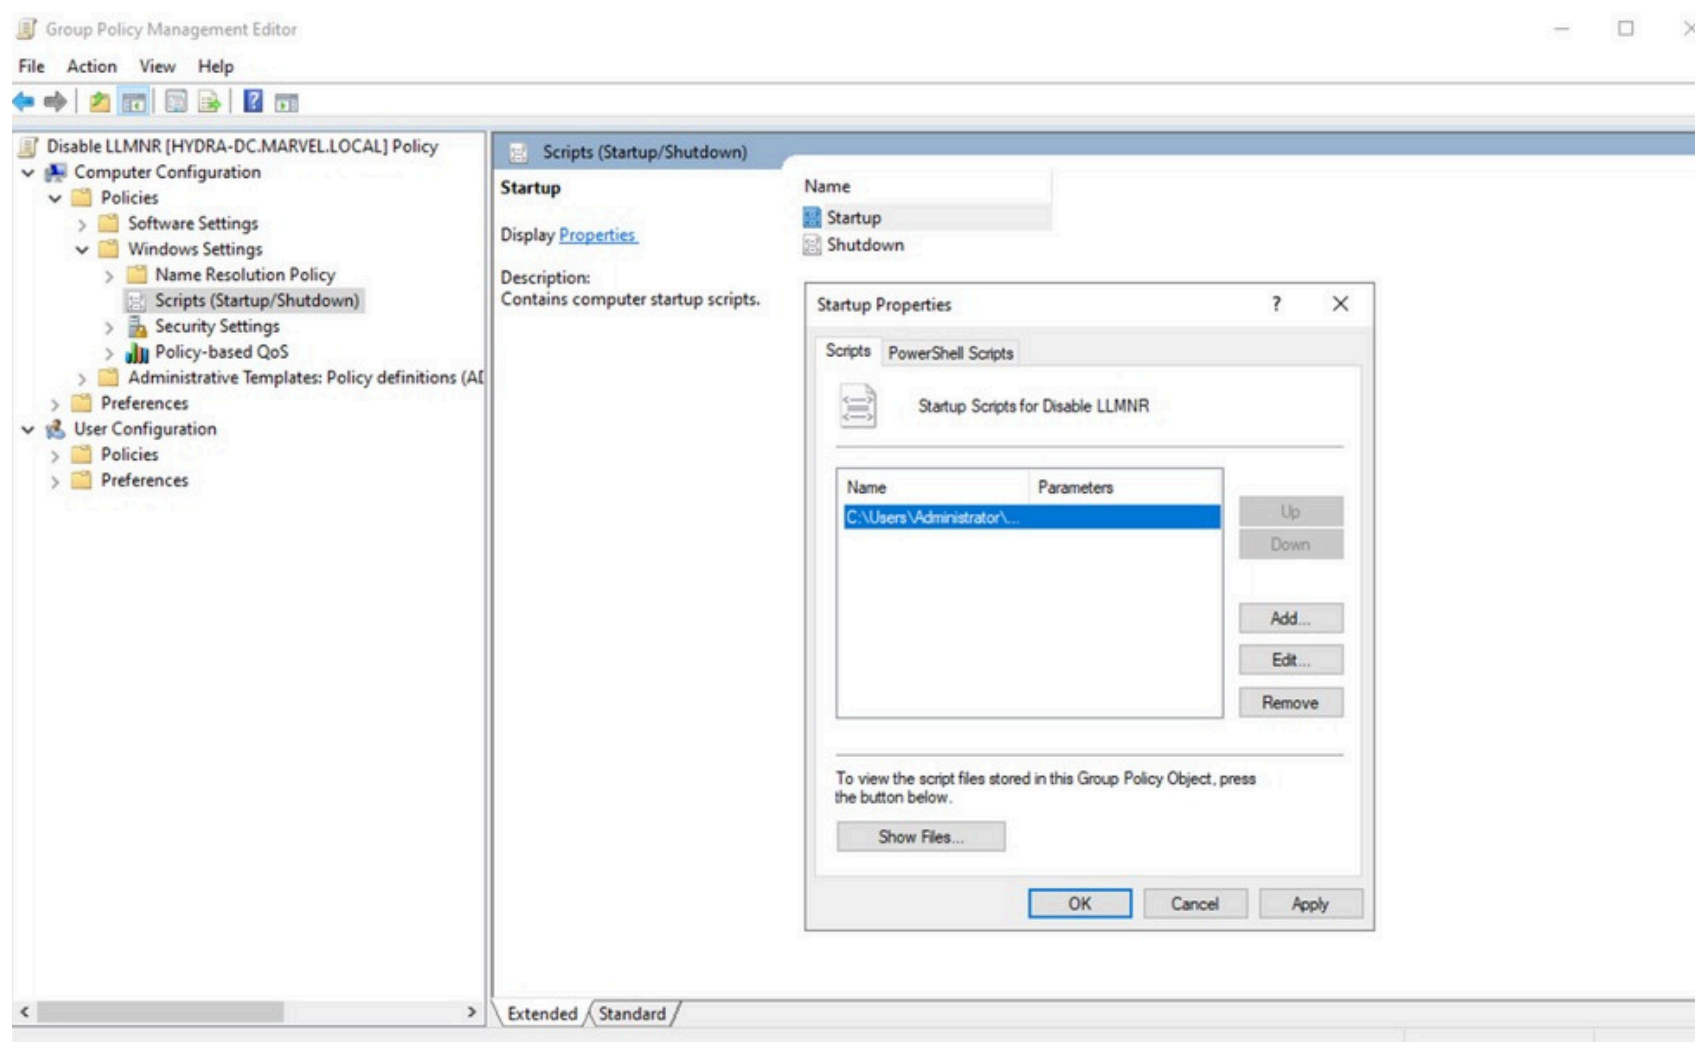 Group Policy Management Editor
File Action View Help
Disable LLMNR [HYDRA-DC.MARVEL.LOCAL] Policy
Computer Configuration
Policies
Software Settings
Windows Settings
Name Resolution Policy
Scripts (Startup/Shutdown)
Security Settings
Policy-based QoS
Administrative Templates: Policy definitions (AD
Preferences
User Configuration
Policies
Preferences
Scripts (Startup/Shutdown)
Startup
Display Properties
Description:
Contains computer startup scripts.
Name
Startup
Shutdown
Startup Properties
?
Scripts PowerShell Scripts
Startup Scripts for Disable LLMNR
Name Parameters
C:\Users\Administrator\...
Up
Down
Add...
Edit...
Remove
To view the script files stored in this Group Policy Object, press
the button below.
Show Files...
OK Cancel Apply
Extended Standard